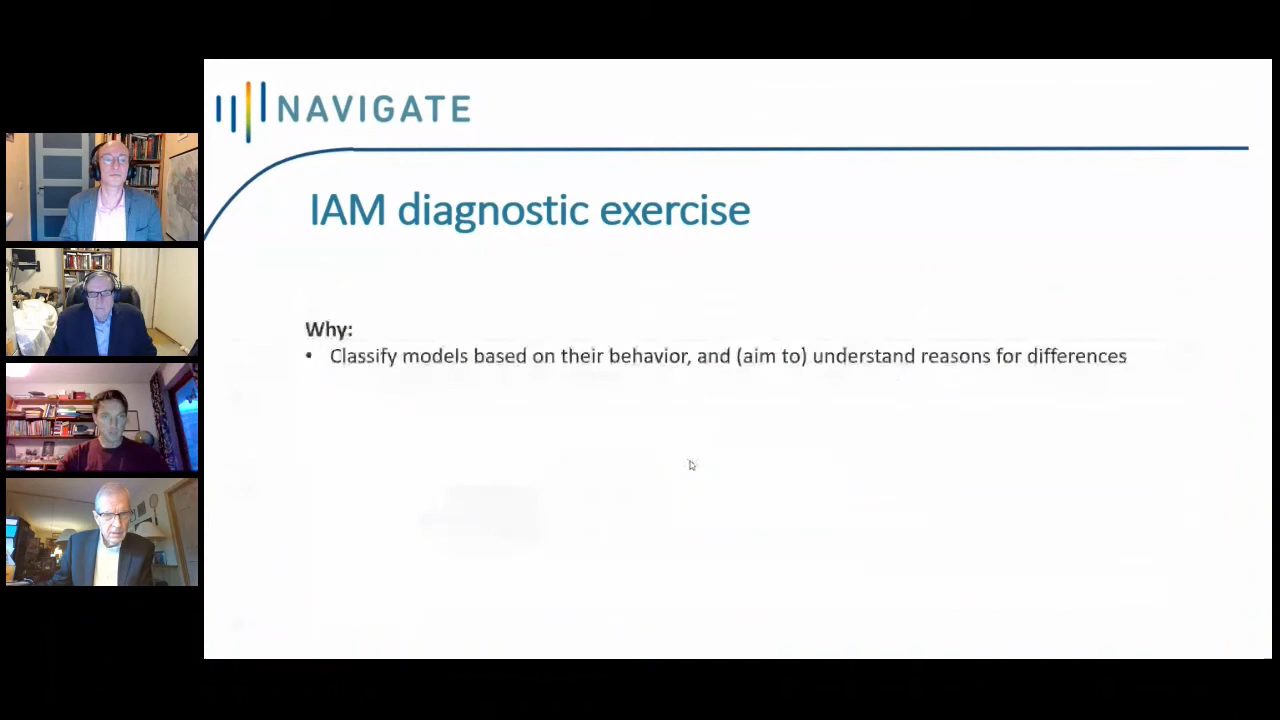 NAVIGATE
IAM diagnostic exercise
Why:
• Classify models based on their behavior, and (aim to) understand reasons for differences